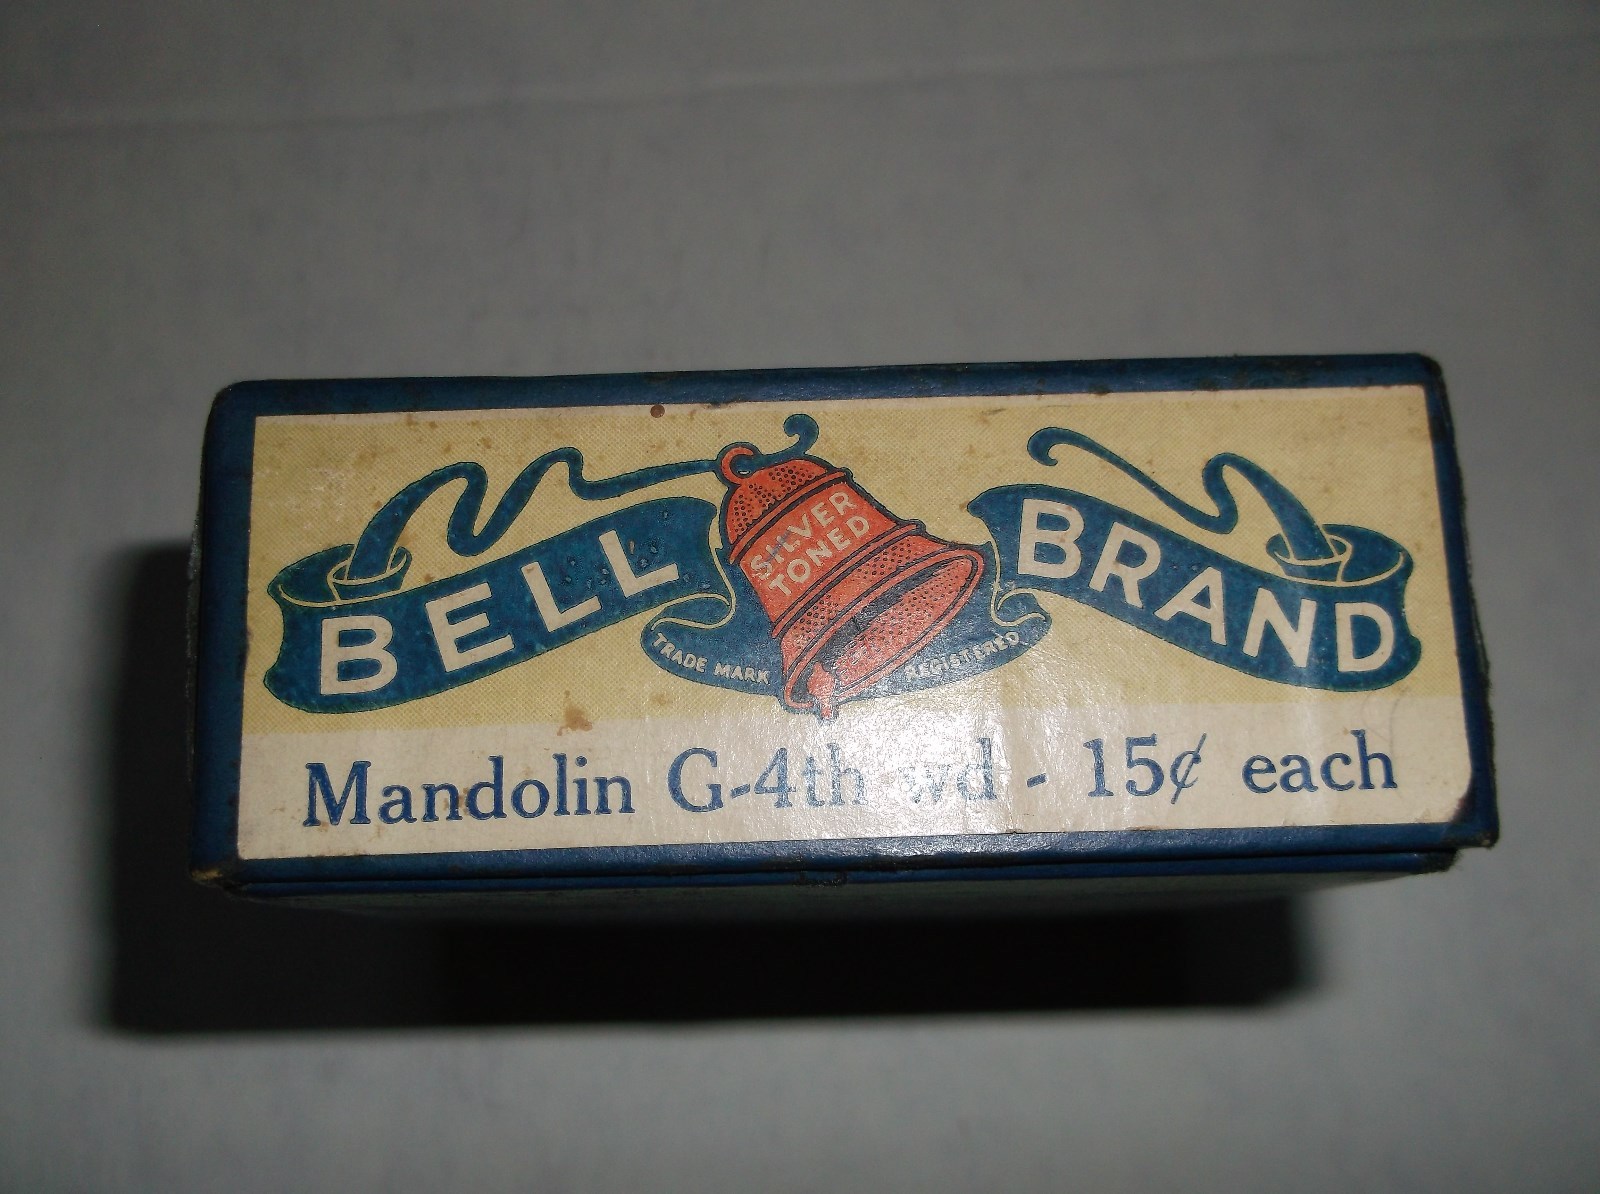 BELL BRAND
SILVER
TONED
TRADE MARK REGISTERED
Mandolin G-4th wd - 15¢ each